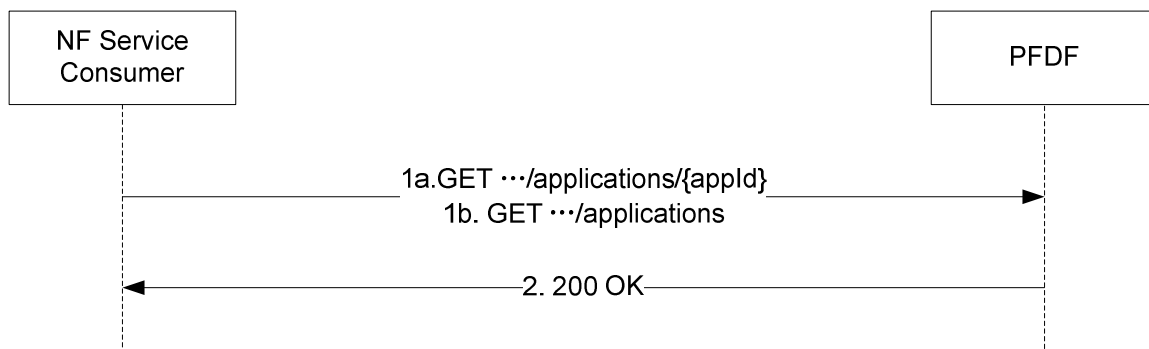 NF Service
Consumer
PFDF
1a.GET ···/applications/{appId}
1b. GET ···/applications
2. 200 OK